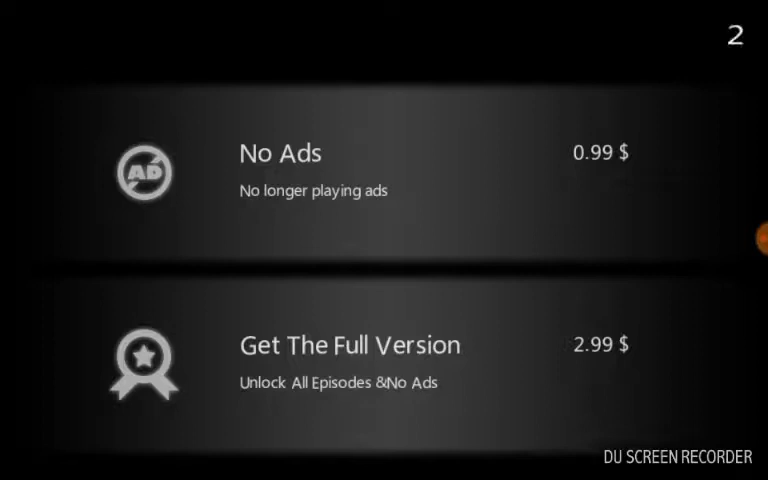 2
No Ads
0.99 $
AD
No longer playing ads
Get The Full Version
2.99 $
Unlock All Episodes &No Ads
DU SCREEN RECORDER